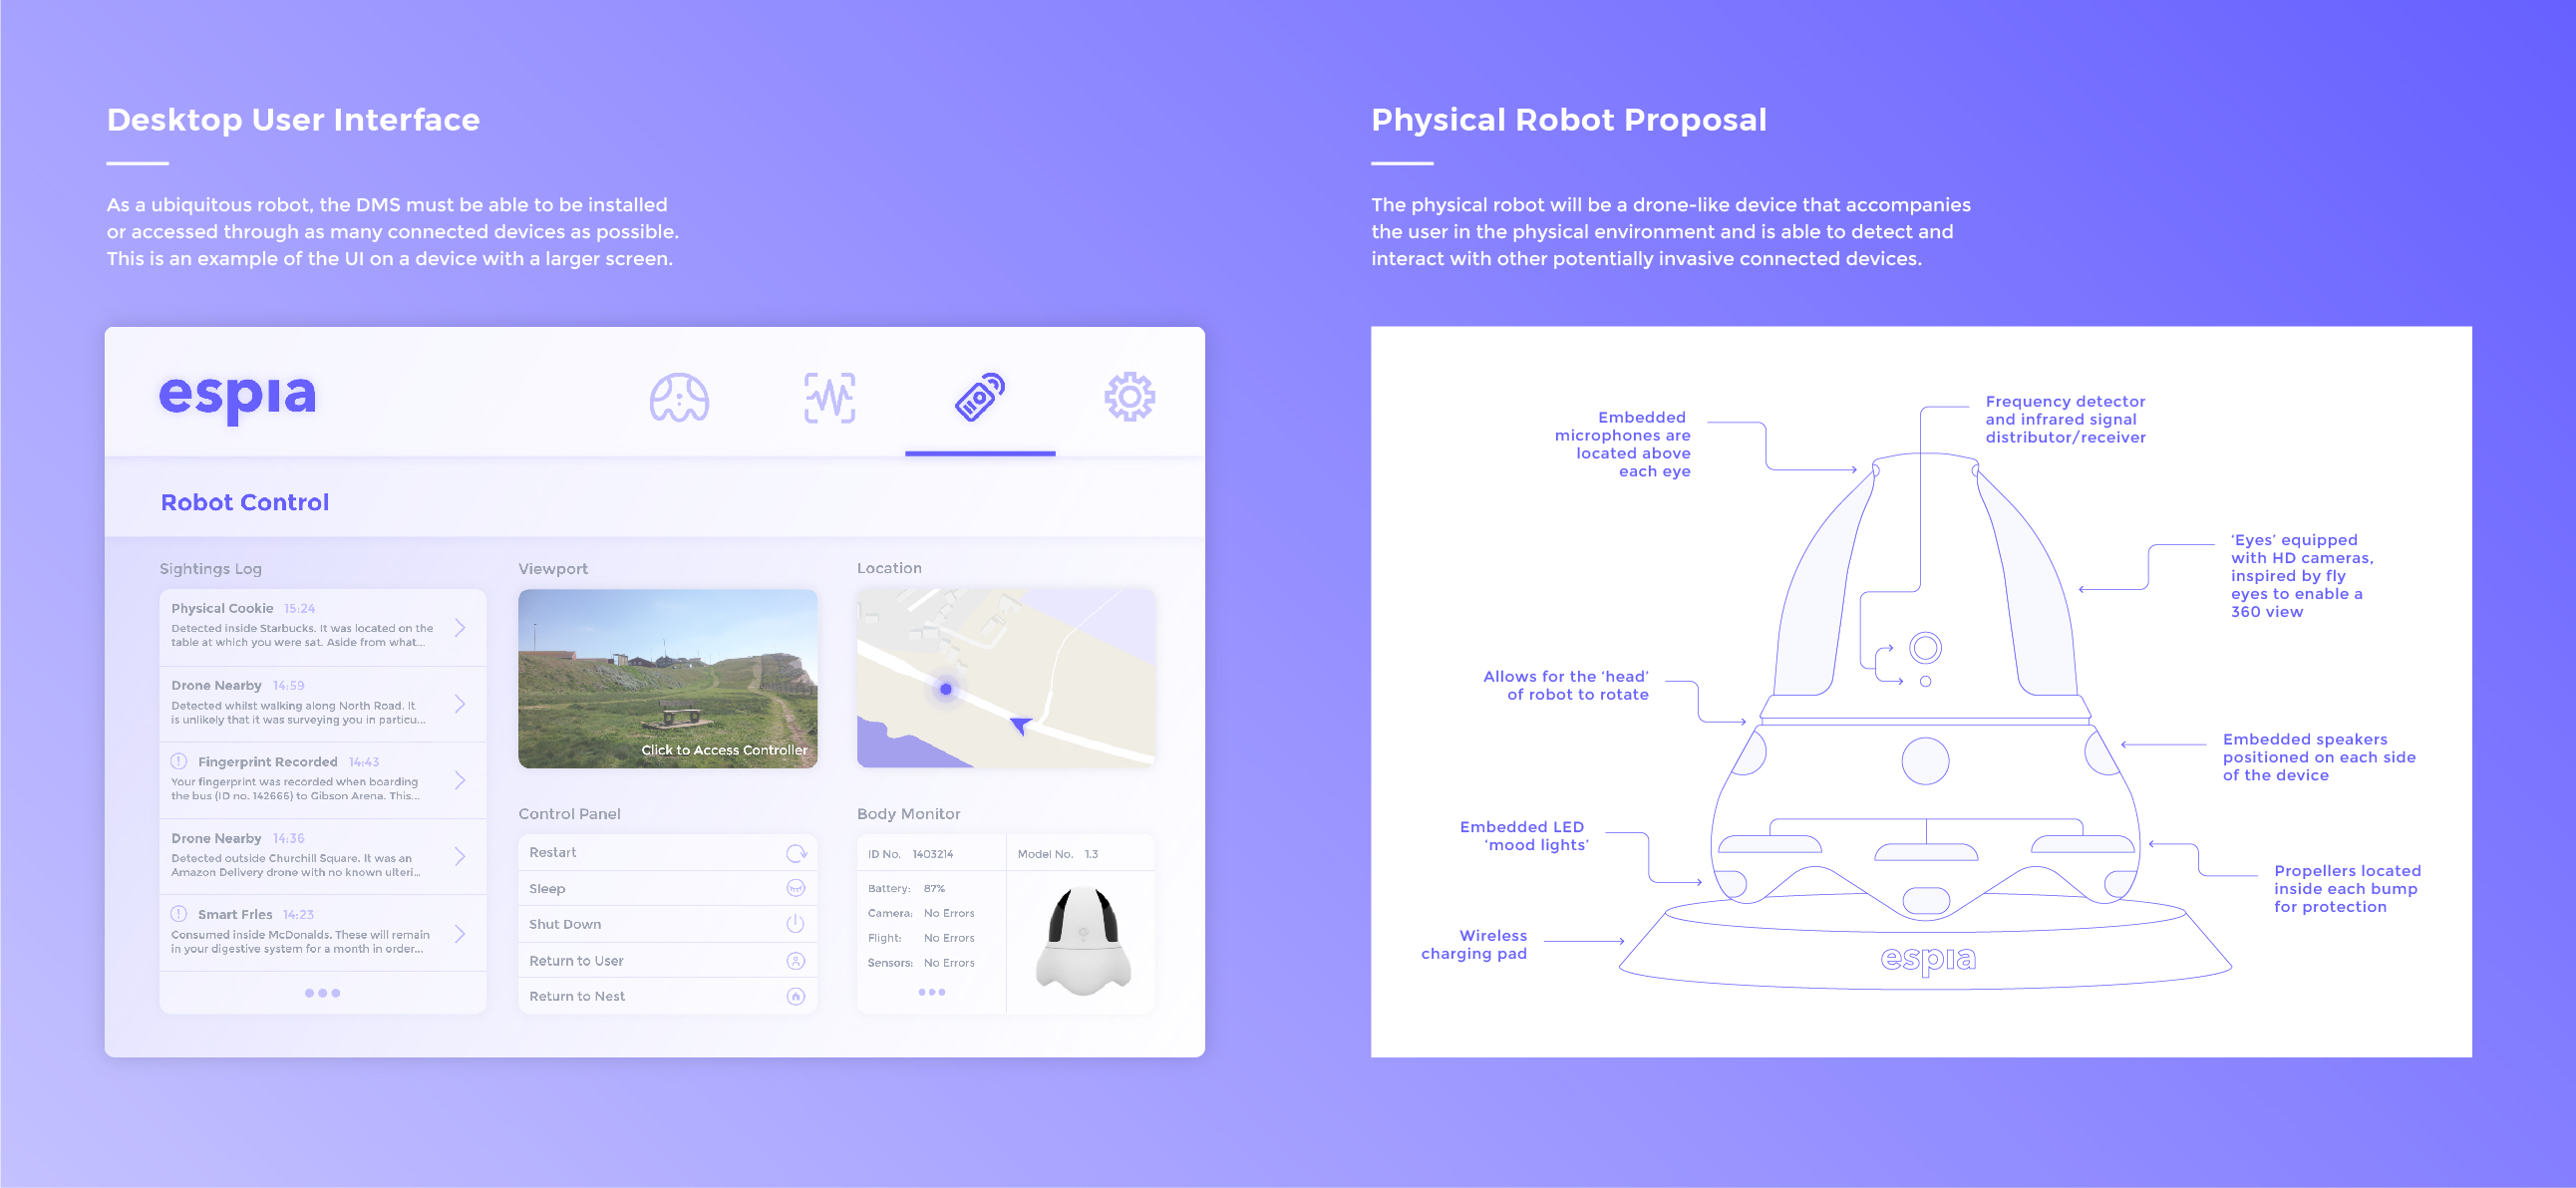 Desktop User Interface
As a ubiquitous robot, the DMS must be able to be installed
or accessed through as many connected devices as possible.
This is an example of the UI on a device with a larger screen.
espıa
Robot Control
Sightings Log
Physical Cookie 15:24
Detected inside Starbucks. It was located on the
table at which you were sat. Aside from what...
Drone Nearby 14:59
Detected whilst walking along North Road. It
is unlikely that it was surveying you in particu...
Fingerprint Recorded 14:43
Your fingerprint was recorded when boarding
the bus (ID no. 142666) to Gibson Arena. This...
Drone Nearby 14:36
Detected outside Churchill Square. It was an
Amazon Delivery drone with no known ulteri...
Smart Fries 14:23
Consumed inside McDonalds. These will remain
in your digestive system for a month in order...
Viewport
Click to Access Controller
Location
Control Panel
Restart
Sleep
Shut Down
Return to User
Return to Nest
Body Monitor
ID No. 1403214
Model No. 1.3
Battery: 87%
Camera: No Errors
Flight: No Errors
Sensors: No Errors
Physical Robot Proposal
The physical robot will be a drone-like device that accompanies
the user in the physical environment and is able to detect and
interact with other potentially invasive connected devices.
Embedded
microphones are
located above
each eye
Frequency detector
and infrared signal
distributor/receiver
‘Eyes’ equipped
with HD cameras,
inspired by fly
eyes to enable a
360 view
Allows for the ‘head’
of robot to rotate
Embedded speakers
positioned on each side
of the device
Embedded LED
‘mood lights’
Propellers located
inside each bump
for protection
Wireless
charging pad
espıa